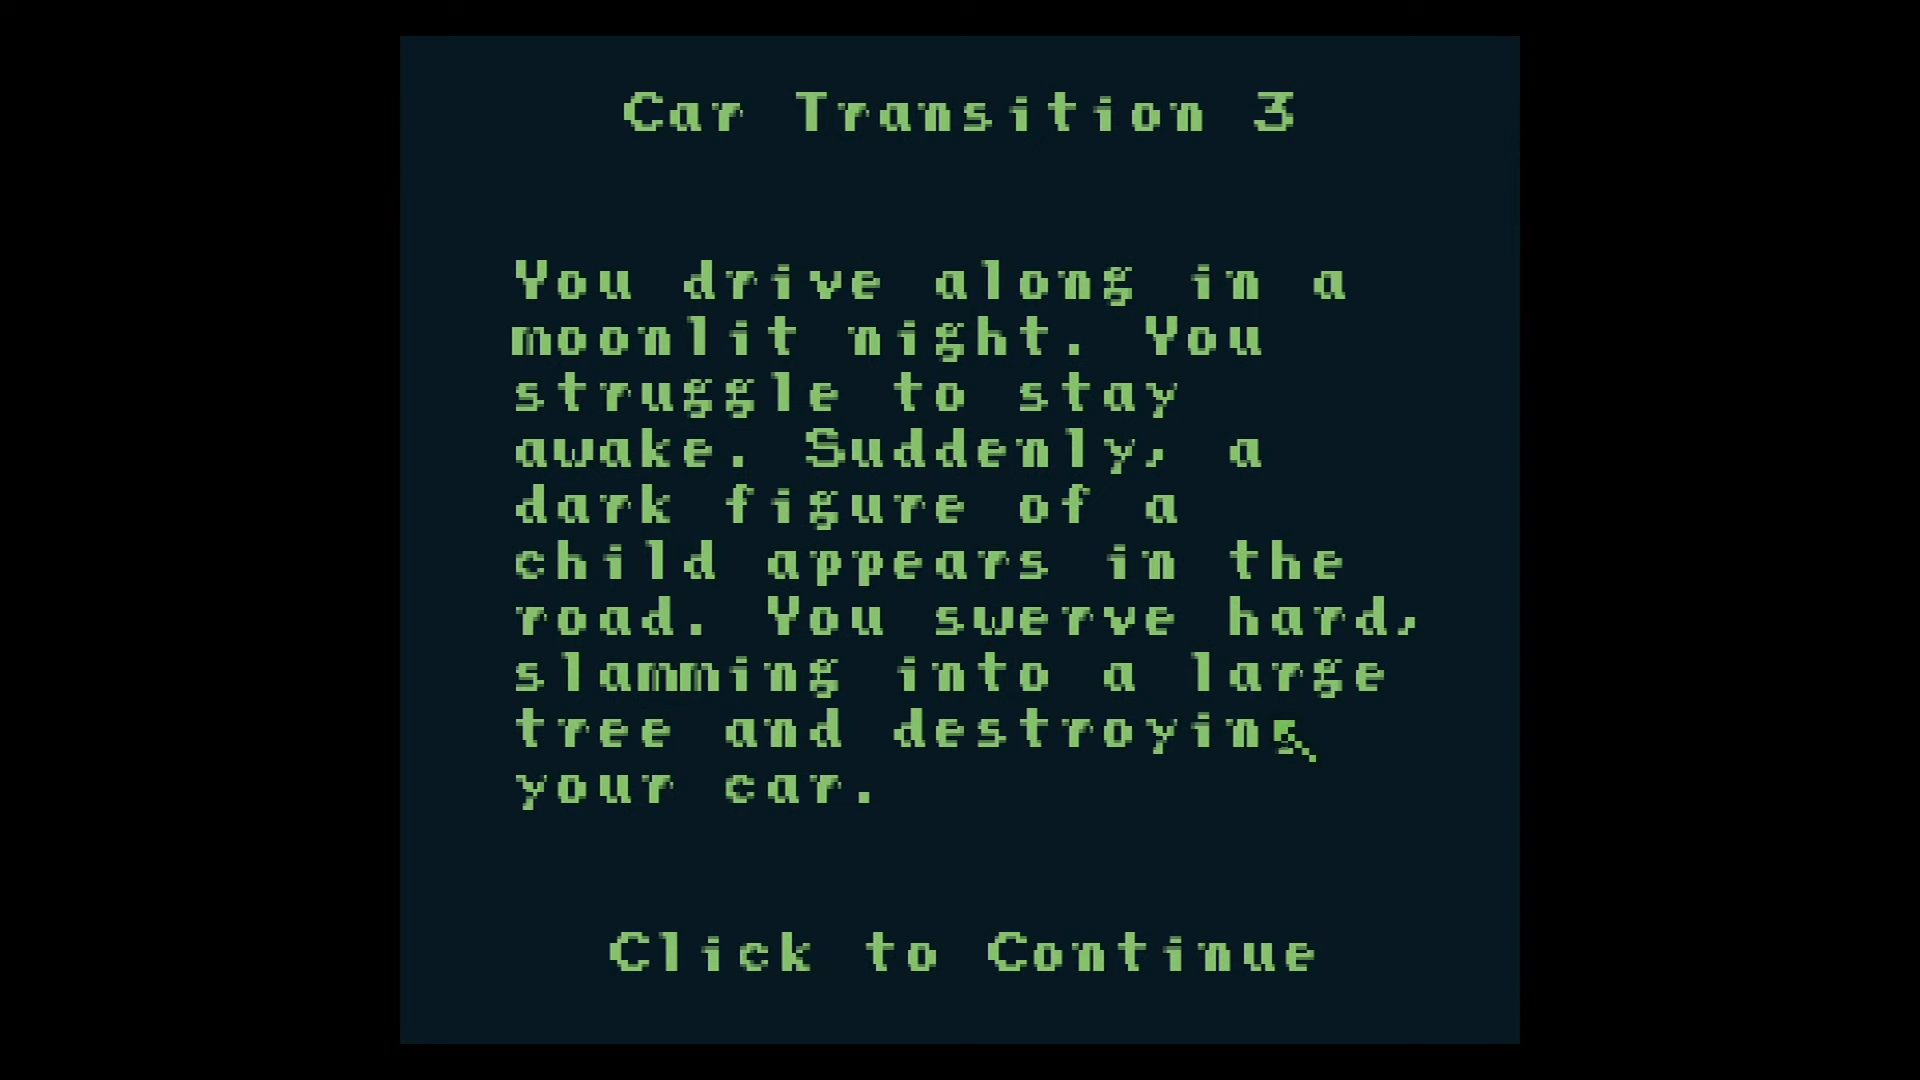 Car Transition 3
You drive along in a
moonlit night. You
struggle to stay
awake. Suddenly, a
dark figure of a
child appears in the
road. You swerve hard,
slamming into a large
tree and destroying
your car.
Click to Continue